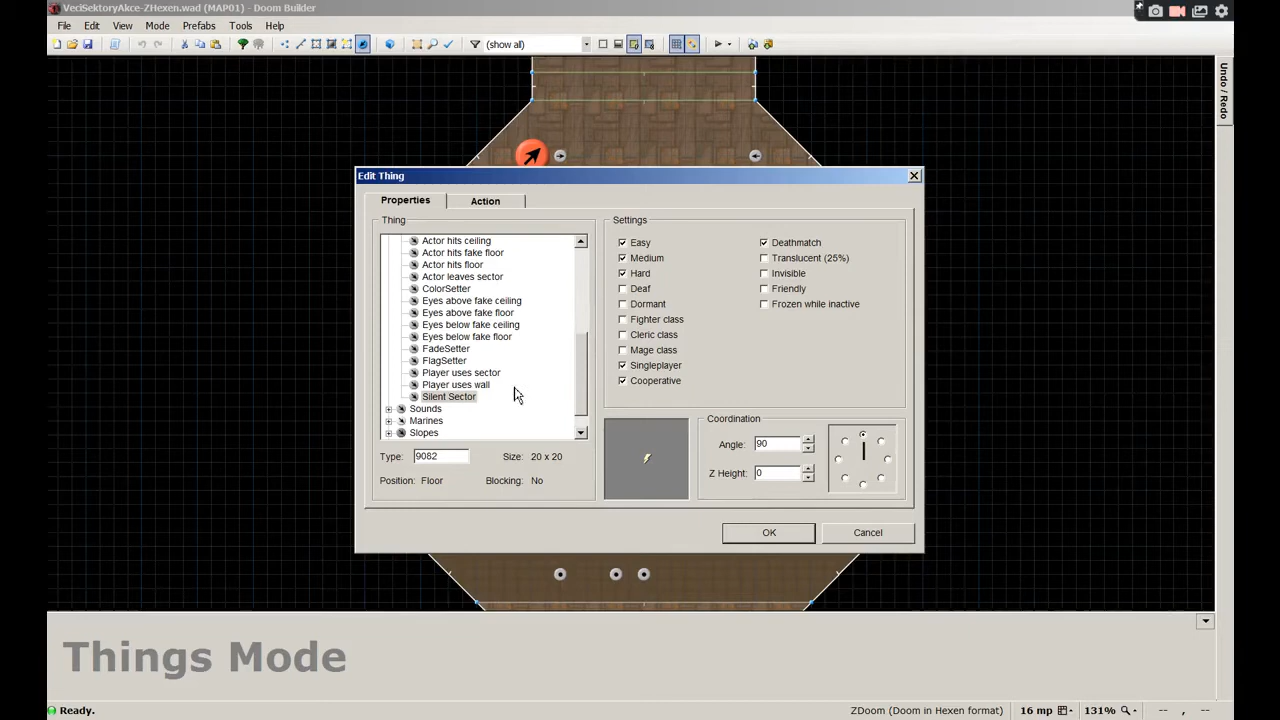 VeciSektoryAkce-ZHexen.wad (MAP01) - Doom Builder
File Edit View Mode Prefabs Tools Help
(show all)
Undo / Redo
Edit Thing
Properties Action
Thing
Actor hits ceiling
Actor hits fake floor
Actor hits floor
Actor leaves sector
ColorSetter
Eyes above fake ceiling
Eyes above fake floor
Eyes below fake ceiling
Eyes below fake floor
FadeSetter
FlagSetter
Player uses sector
Player uses wall
Silent Sector
Sounds
Marines
Slopes
Type: 9082 Size: 20 x 20
Position: Floor Blocking: No
Settings
Easy Deathmatch
Medium Translucent (25%)
Hard Invisible
Deaf Friendly
Dormant Frozen while inactive
Fighter class
Cleric class
Mage class
Singleplayer
Cooperative
Coordination
Angle: 90
Z Height: 0
OK Cancel
Things Mode
Ready. ZDoom (Doom in Hexen format) 16 mp 131% -- , --